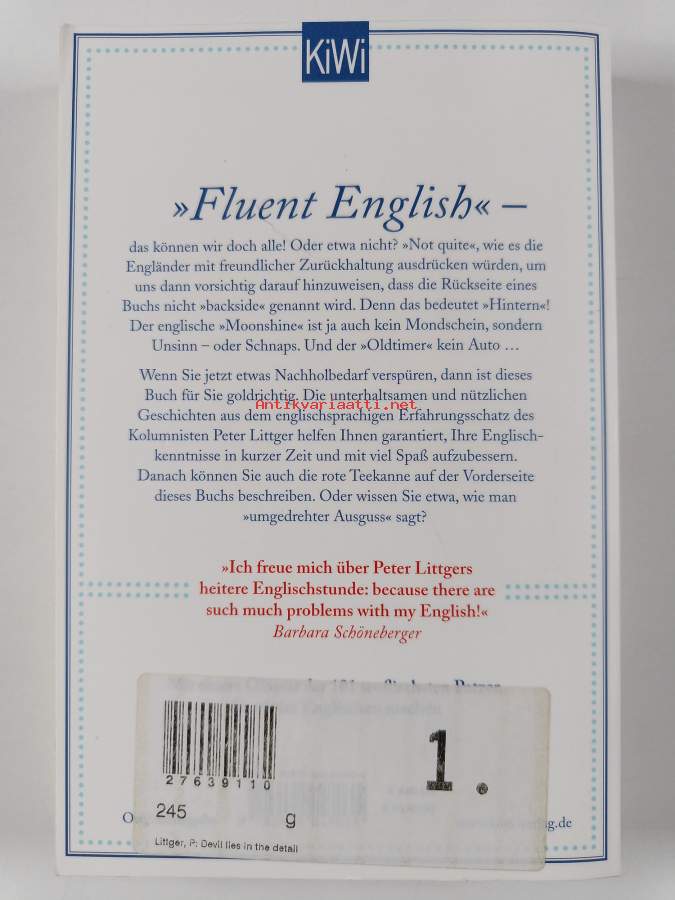 KiWi
»Fluent English« –
das können wir doch alle! Oder etwa nicht? »Not quite«, wie es die
Engländer mit freundlicher Zurückhaltung ausdrücken würden, um
uns dann vorsichtig darauf hinzuweisen, dass die Rückseite eines
Buchs nicht »backside« genannt wird. Denn das bedeutet »Hintern«!
Der englische »Moonshine« ist ja auch kein Mondschein, sondern
Unsinn – oder Schnaps. Und der »Oldtimer« kein Auto …
Wenn Sie jetzt etwas Nachholbedarf verspüren, dann ist dieses
Buch für Sie goldrichtig. Die unterhaltsamen und nützlichen
Antikvariaatti.net
Geschichten aus dem englischsprachigen Erfahrungsschatz des
Kolumnisten Peter Littger helfen Ihnen garantiert, Ihre Englisch-
kenntnisse in kurzer Zeit und mit viel Spaß aufzubessern.
Danach können Sie auch die rote Teekanne auf der Vorderseite
dieses Buchs beschreiben. Oder wissen Sie etwa, wie man
»umgedrehter Ausguss« sagt?
»Ich freue mich über Peter Littgers
heitere Englischstunde: because there are
such much problems with my English!«
Barbara Schöneberger
27639110
1.
245 g
Littger, P: Devil lies in the detail